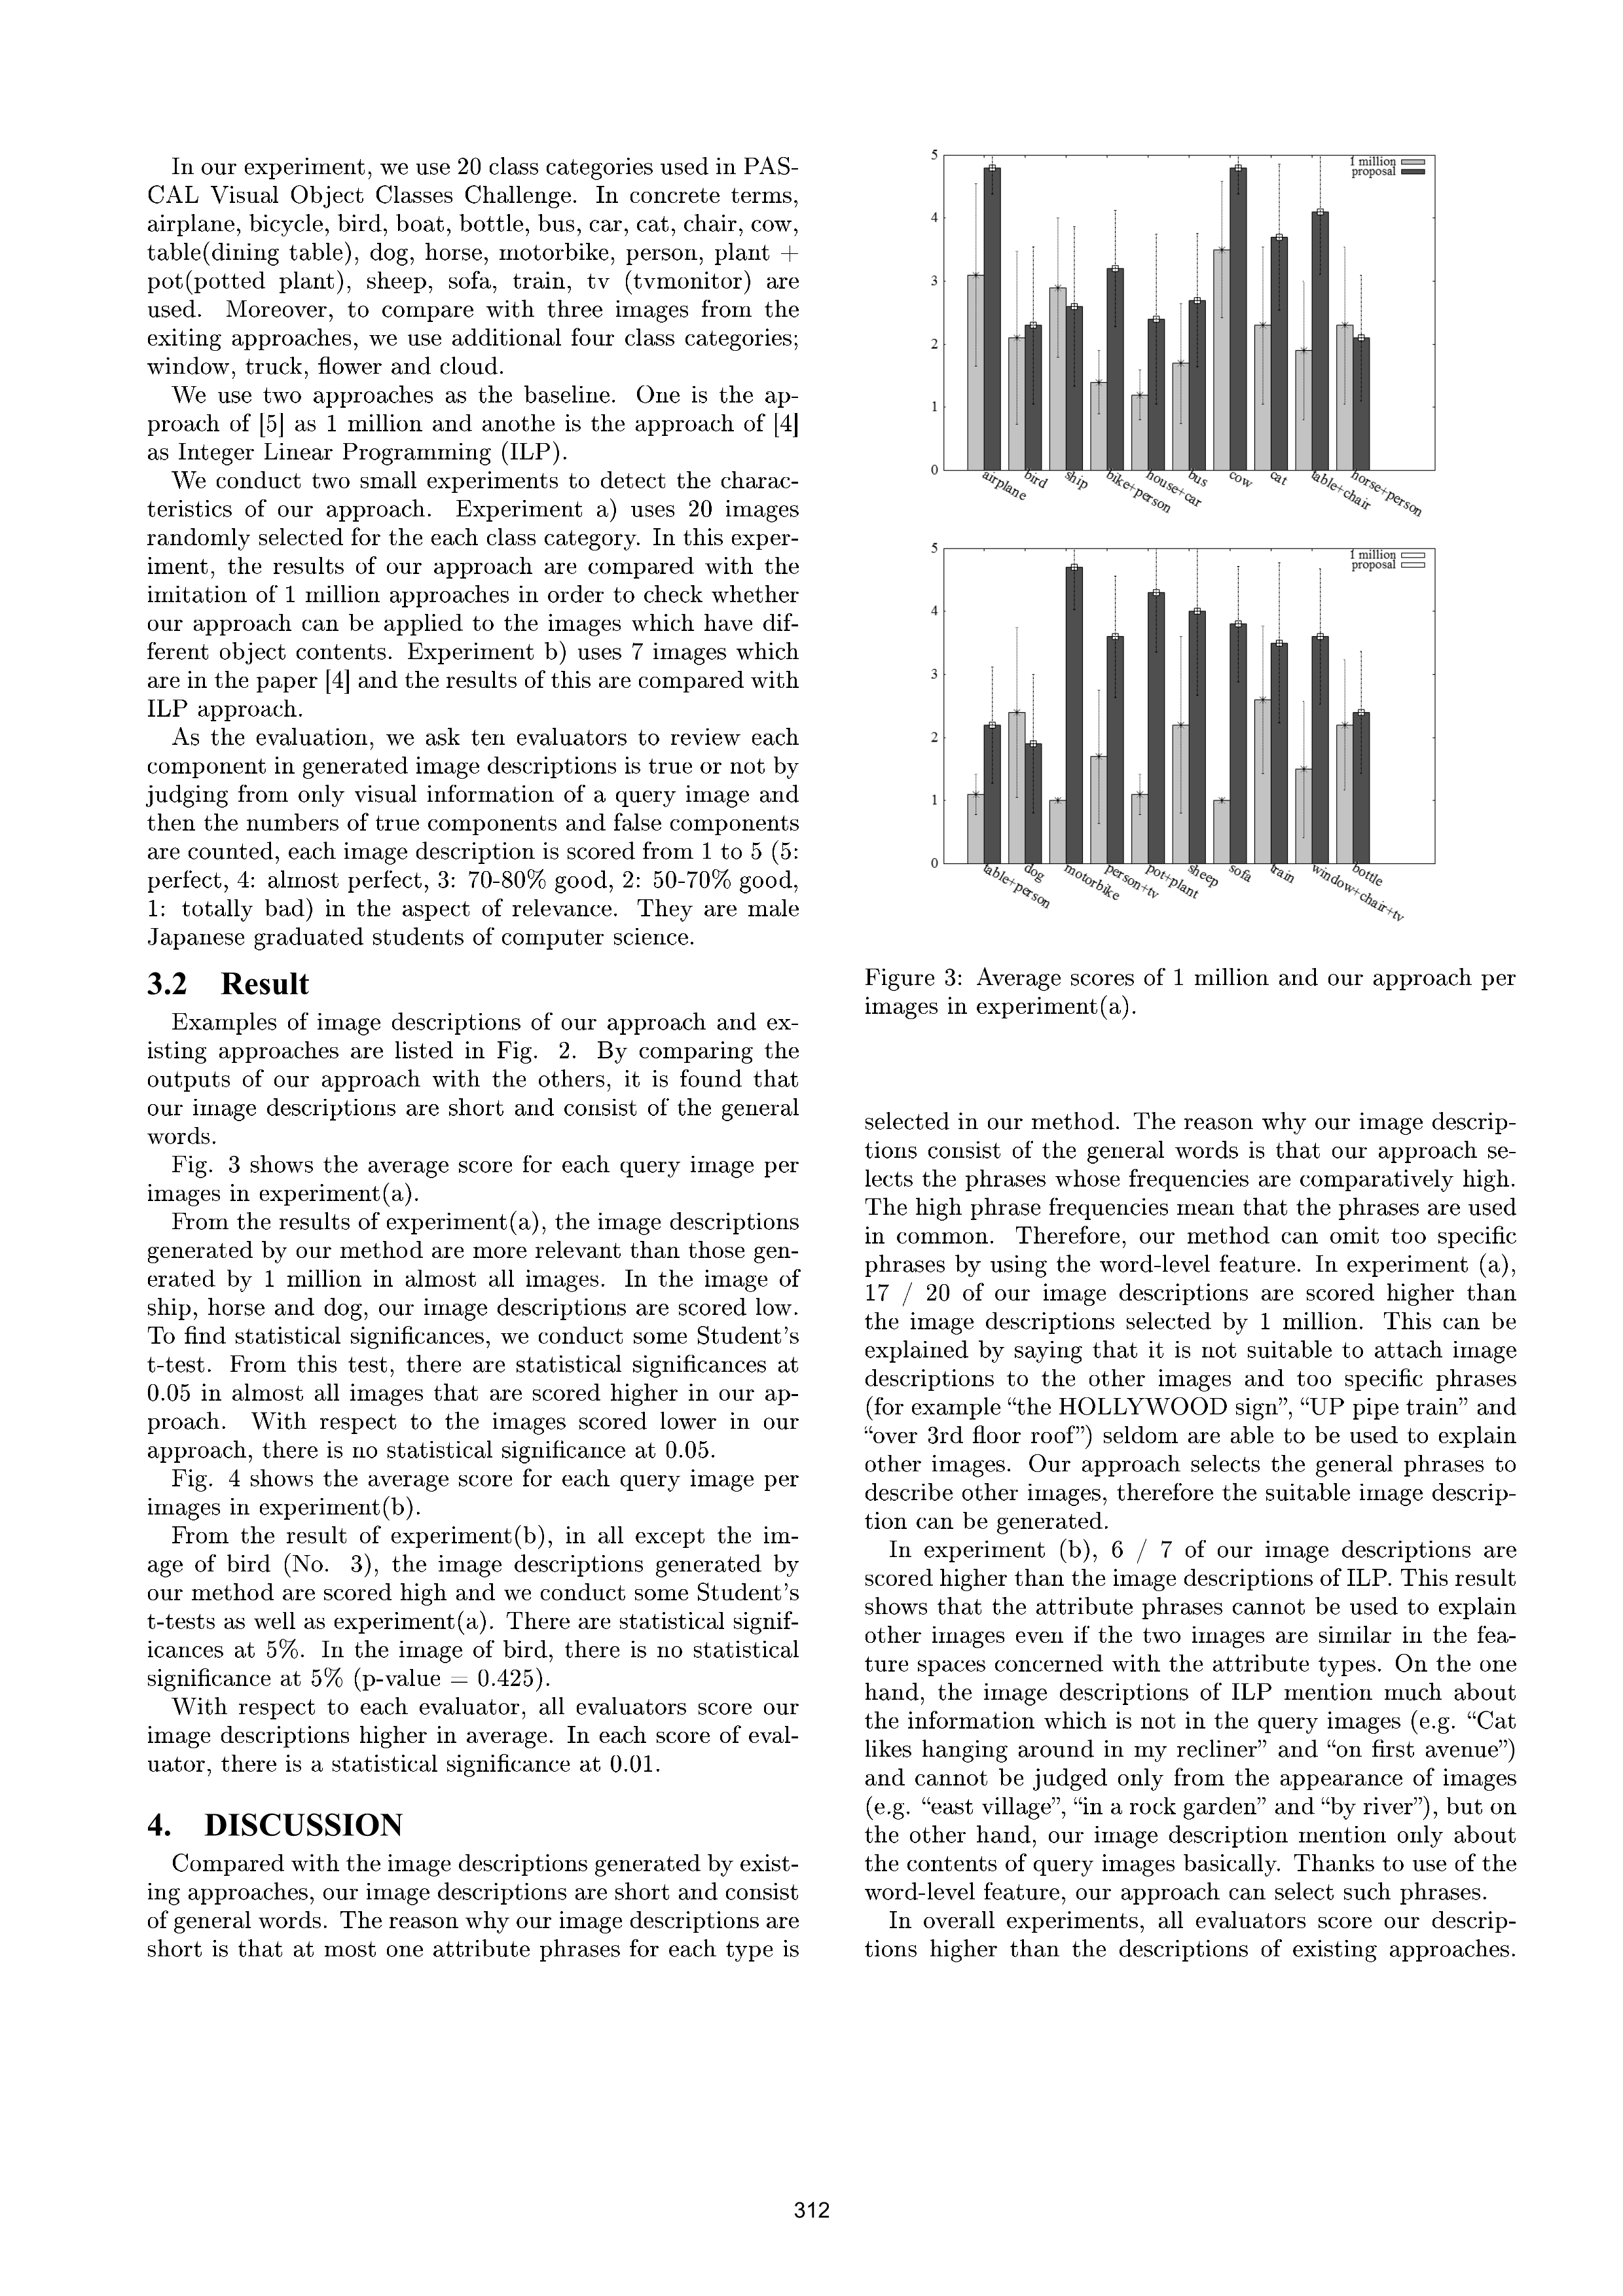 In our experiment, we use 20 class categories used in PAS-
CAL Visual Object Classes Challenge. In concrete terms,
airplane, bicycle, bird, boat, bottle, bus, car, cat, chair, cow,
table(dining table), dog, horse, motorbike, person, plant +
pot(potted plant), sheep, sofa, train, tv (tvmonitor) are
used. Moreover, to compare with three images from the
exiting approaches, we use additional four class categories;
window, truck, flower and cloud.
We use two approaches as the baseline. One is the ap-
proach of [5] as 1 million and anothe is the approach of [4]
as Integer Linear Programming (ILP).
We conduct two small experiments to detect the charac-
teristics of our approach. Experiment a) uses 20 images
randomly selected for the each class category. In this exper-
iment, the results of our approach are compared with the
imitation of 1 million approaches in order to check whether
our approach can be applied to the images which have dif-
ferent object contents. Experiment b) uses 7 images which
are in the paper [4] and the results of this are compared with
ILP approach.
As the evaluation, we ask ten evaluators to review each
component in generated image descriptions is true or not by
judging from only visual information of a query image and
then the numbers of true components and false components
are counted, each image description is scored from 1 to 5 (5:
perfect, 4: almost perfect, 3: 70-80% good, 2: 50-70% good,
1: totally bad) in the aspect of relevance. They are male
Japanese graduated students of computer science.
3.2 Result
Examples of image descriptions of our approach and ex-
isting approaches are listed in Fig. 2. By comparing the
outputs of our approach with the others, it is found that
our image descriptions are short and consist of the general
words.
Fig. 3 shows the average score for each query image per
images in experiment(a).
From the results of experiment(a), the image descriptions
generated by our method are more relevant than those gen-
erated by 1 million in almost all images. In the image of
ship, horse and dog, our image descriptions are scored low.
To find statistical significances, we conduct some Student's
t-test. From this test, there are statistical significances at
0.05 in almost all images that are scored higher in our ap-
proach. With respect to the images scored lower in our
approach, there is no statistical significance at 0.05.
Fig. 4 shows the average score for each query image per
images in experiment(b).
From the result of experiment(b), in all except the im-
age of bird (No. 3), the image descriptions generated by
our method are scored high and we conduct some Student's
t-tests as well as experiment(a). There are statistical signif-
icances at 5%. In the image of bird, there is no statistical
significance at 5% (p-value = 0.425).
With respect to each evaluator, all evaluators score our
image descriptions higher in average. In each score of eval-
uator, there is a statistical significance at 0.01.
4. DISCUSSION
Compared with the image descriptions generated by exist-
ing approaches, our image descriptions are short and consist
of general words. The reason why our image descriptions are
short is that at most one attribute phrases for each type is
5
4
3
2
1
0
1 million
proposal
airplane
bird
ship
bike+person
house+car
bus
cow
cat
table+chair
horse+person
5
4
3
2
1
0
1 million
proposal
table+person
dog
motorbike
person+tv
pot+plant
sheep
sofa
train
window+chair+tv
bottle
Figure 3: Average scores of 1 million and our approach per
images in experiment(a).
selected in our method. The reason why our image descrip-
tions consist of the general words is that our approach se-
lects the phrases whose frequencies are comparatively high.
The high phrase frequencies mean that the phrases are used
in common. Therefore, our method can omit too specific
phrases by using the word-level feature. In experiment (a),
17 / 20 of our image descriptions are scored higher than
the image descriptions selected by 1 million. This can be
explained by saying that it is not suitable to attach image
descriptions to the other images and too specific phrases
(for example “the HOLLYWOOD sign”, “UP pipe train” and
“over 3rd floor roof”) seldom are able to be used to explain
other images. Our approach selects the general phrases to
describe other images, therefore the suitable image descrip-
tion can be generated.
In experiment (b), 6 / 7 of our image descriptions are
scored higher than the image descriptions of ILP. This result
shows that the attribute phrases cannot be used to explain
other images even if the two images are similar in the fea-
ture spaces concerned with the attribute types. On the one
hand, the image descriptions of ILP mention much about
the information which is not in the query images (e.g. “Cat
likes hanging around in my recliner” and “on first avenue”)
and cannot be judged only from the appearance of images
(e.g. “east village”, “in a rock garden” and “by river”), but on
the other hand, our image description mention only about
the contents of query images basically. Thanks to use of the
word-level feature, our approach can select such phrases.
In overall experiments, all evaluators score our descrip-
tions higher than the descriptions of existing approaches.
312